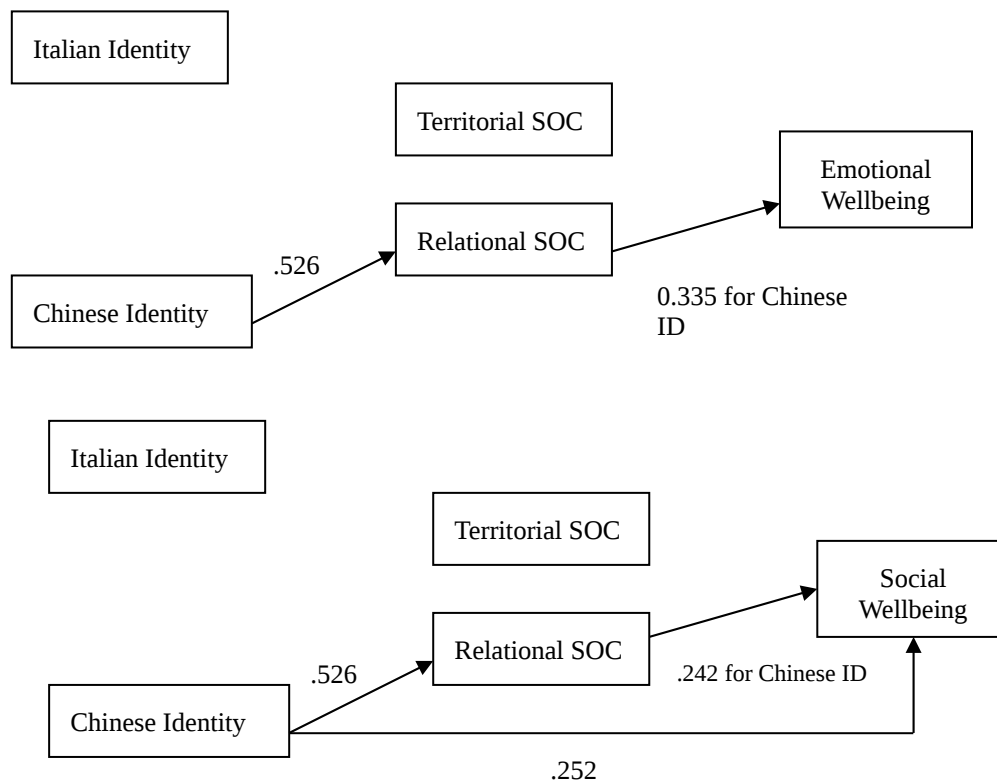 Italian Identity
Territorial SOC
Emotional
Wellbeing
Relational SOC
.526
Chinese Identity
0.335 for Chinese
ID
Italian Identity
Territorial SOC
Social
Wellbeing
Relational SOC
.526
.242 for Chinese ID
Chinese Identity
.252